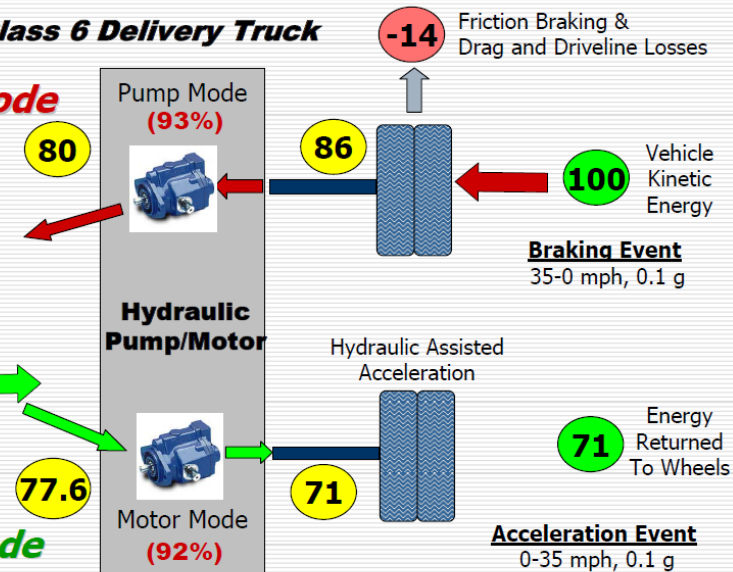 lass 6 Delivery Truck
-14
Friction Braking &
Drag and Driveline Losses
ode
Pump Mode
(93%)
80
86
100
Vehicle
Kinetic
Energy
Braking Event
35-0 mph, 0.1 g
Hydraulic
Pump/Motor
Hydraulic Assisted
Acceleration
77.6
71
71
Energy
Returned
To Wheels
Motor Mode
(92%)
de
Acceleration Event
0-35 mph, 0.1 g